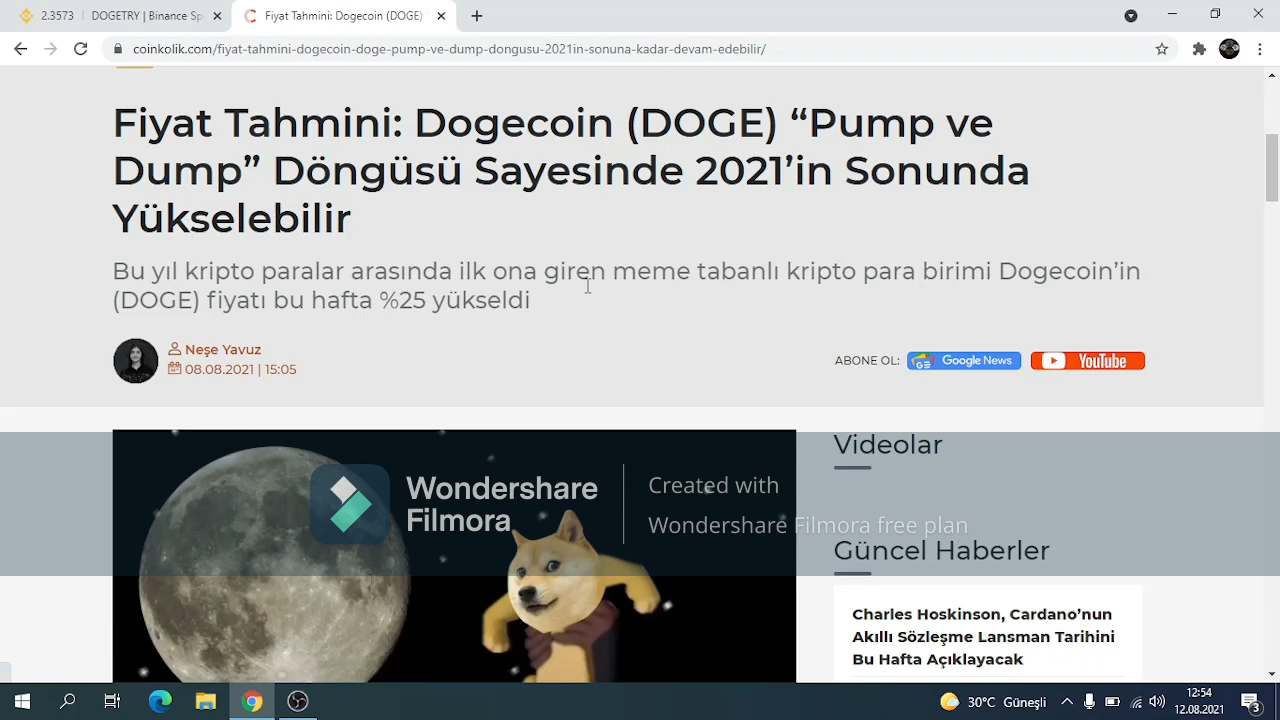 2.3573 | DOGETRY | Binance Sp
Fiyat Tahmini: Dogecoin (DOGE)
coinkolik.com/fiyat-tahmini-dogecoin-doge-pump-ve-dump-dongusu-2021in-sonuna-kadar-devam-edebilir/
Fiyat Tahmini: Dogecoin (DOGE) “Pump ve
Dump” Döngüsü Sayesinde 2021’in Sonunda
Yükselebilir
Bu yıl kripto paralar arasında ilk ona giren meme tabanlı kripto para birimi Dogecoin’in
(DOGE) fiyatı bu hafta %25 yükseldi
Neşe Yavuz
08.08.2021 | 15:05
ABONE OL: Google News YouTube
Videolar
Wondershare
Filmora
Created with
Wondershare Filmora free plan
Güncel Haberler
Charles Hoskinson, Cardano’nun
Akıllı Sözleşme Lansman Tarihini
Bu Hafta Açıklayacak
30°C Güneşli
12:54
12.08.2021
3